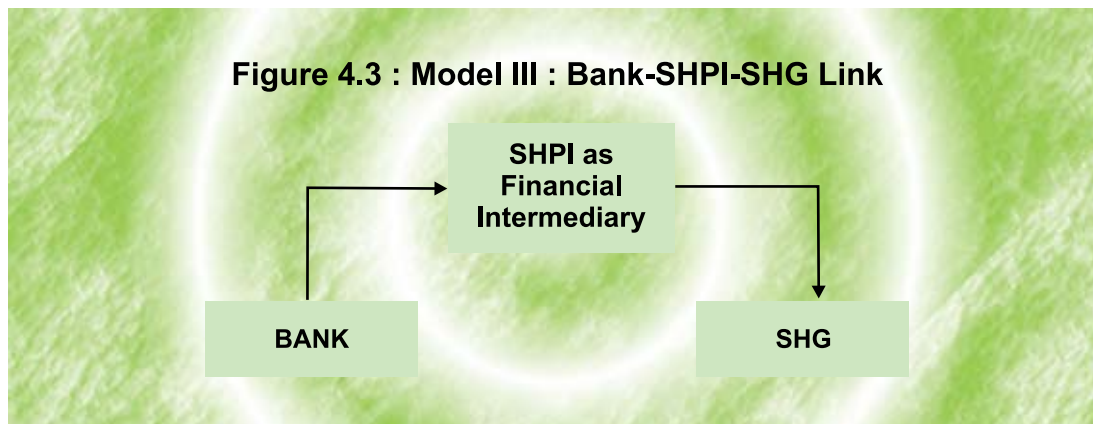 Figure 4.3 : Model III : Bank-SHPI-SHG Link
SHPI as
Financial
Intermediary
BANK
SHG